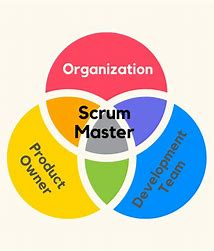 Organization
Scrum
Master
Product
Owner
Development
Team